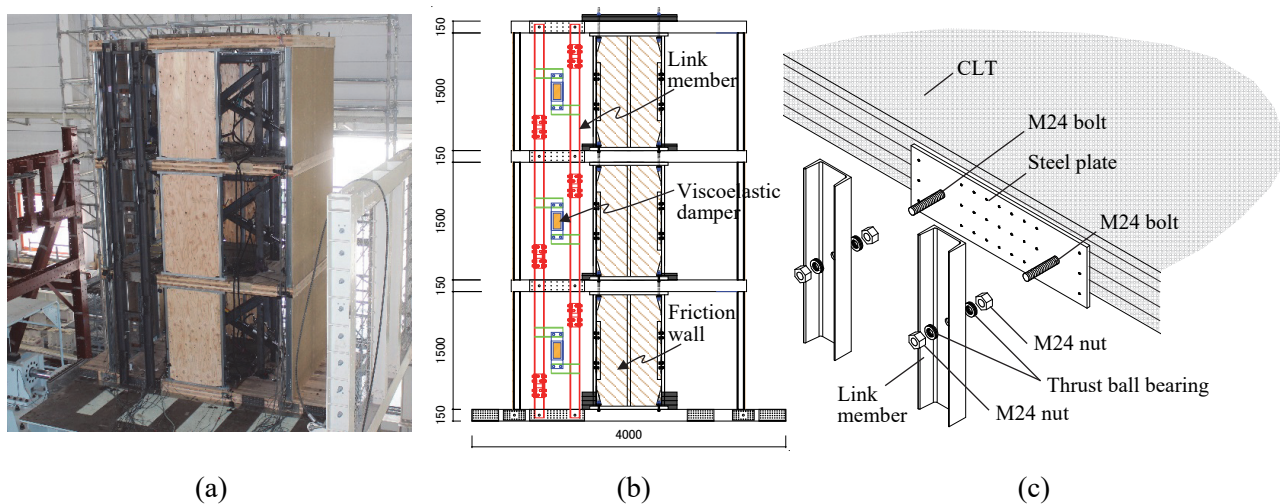 150
1500
150
1500
150
1500
150
Link
member
Viscoelastic
damper
Friction
wall
4000
CLT
M24 bolt
Steel plate
M24 bolt
M24 nut
Thrust ball bearing
Link
member
M24 nut
(a)
(b)
(c)